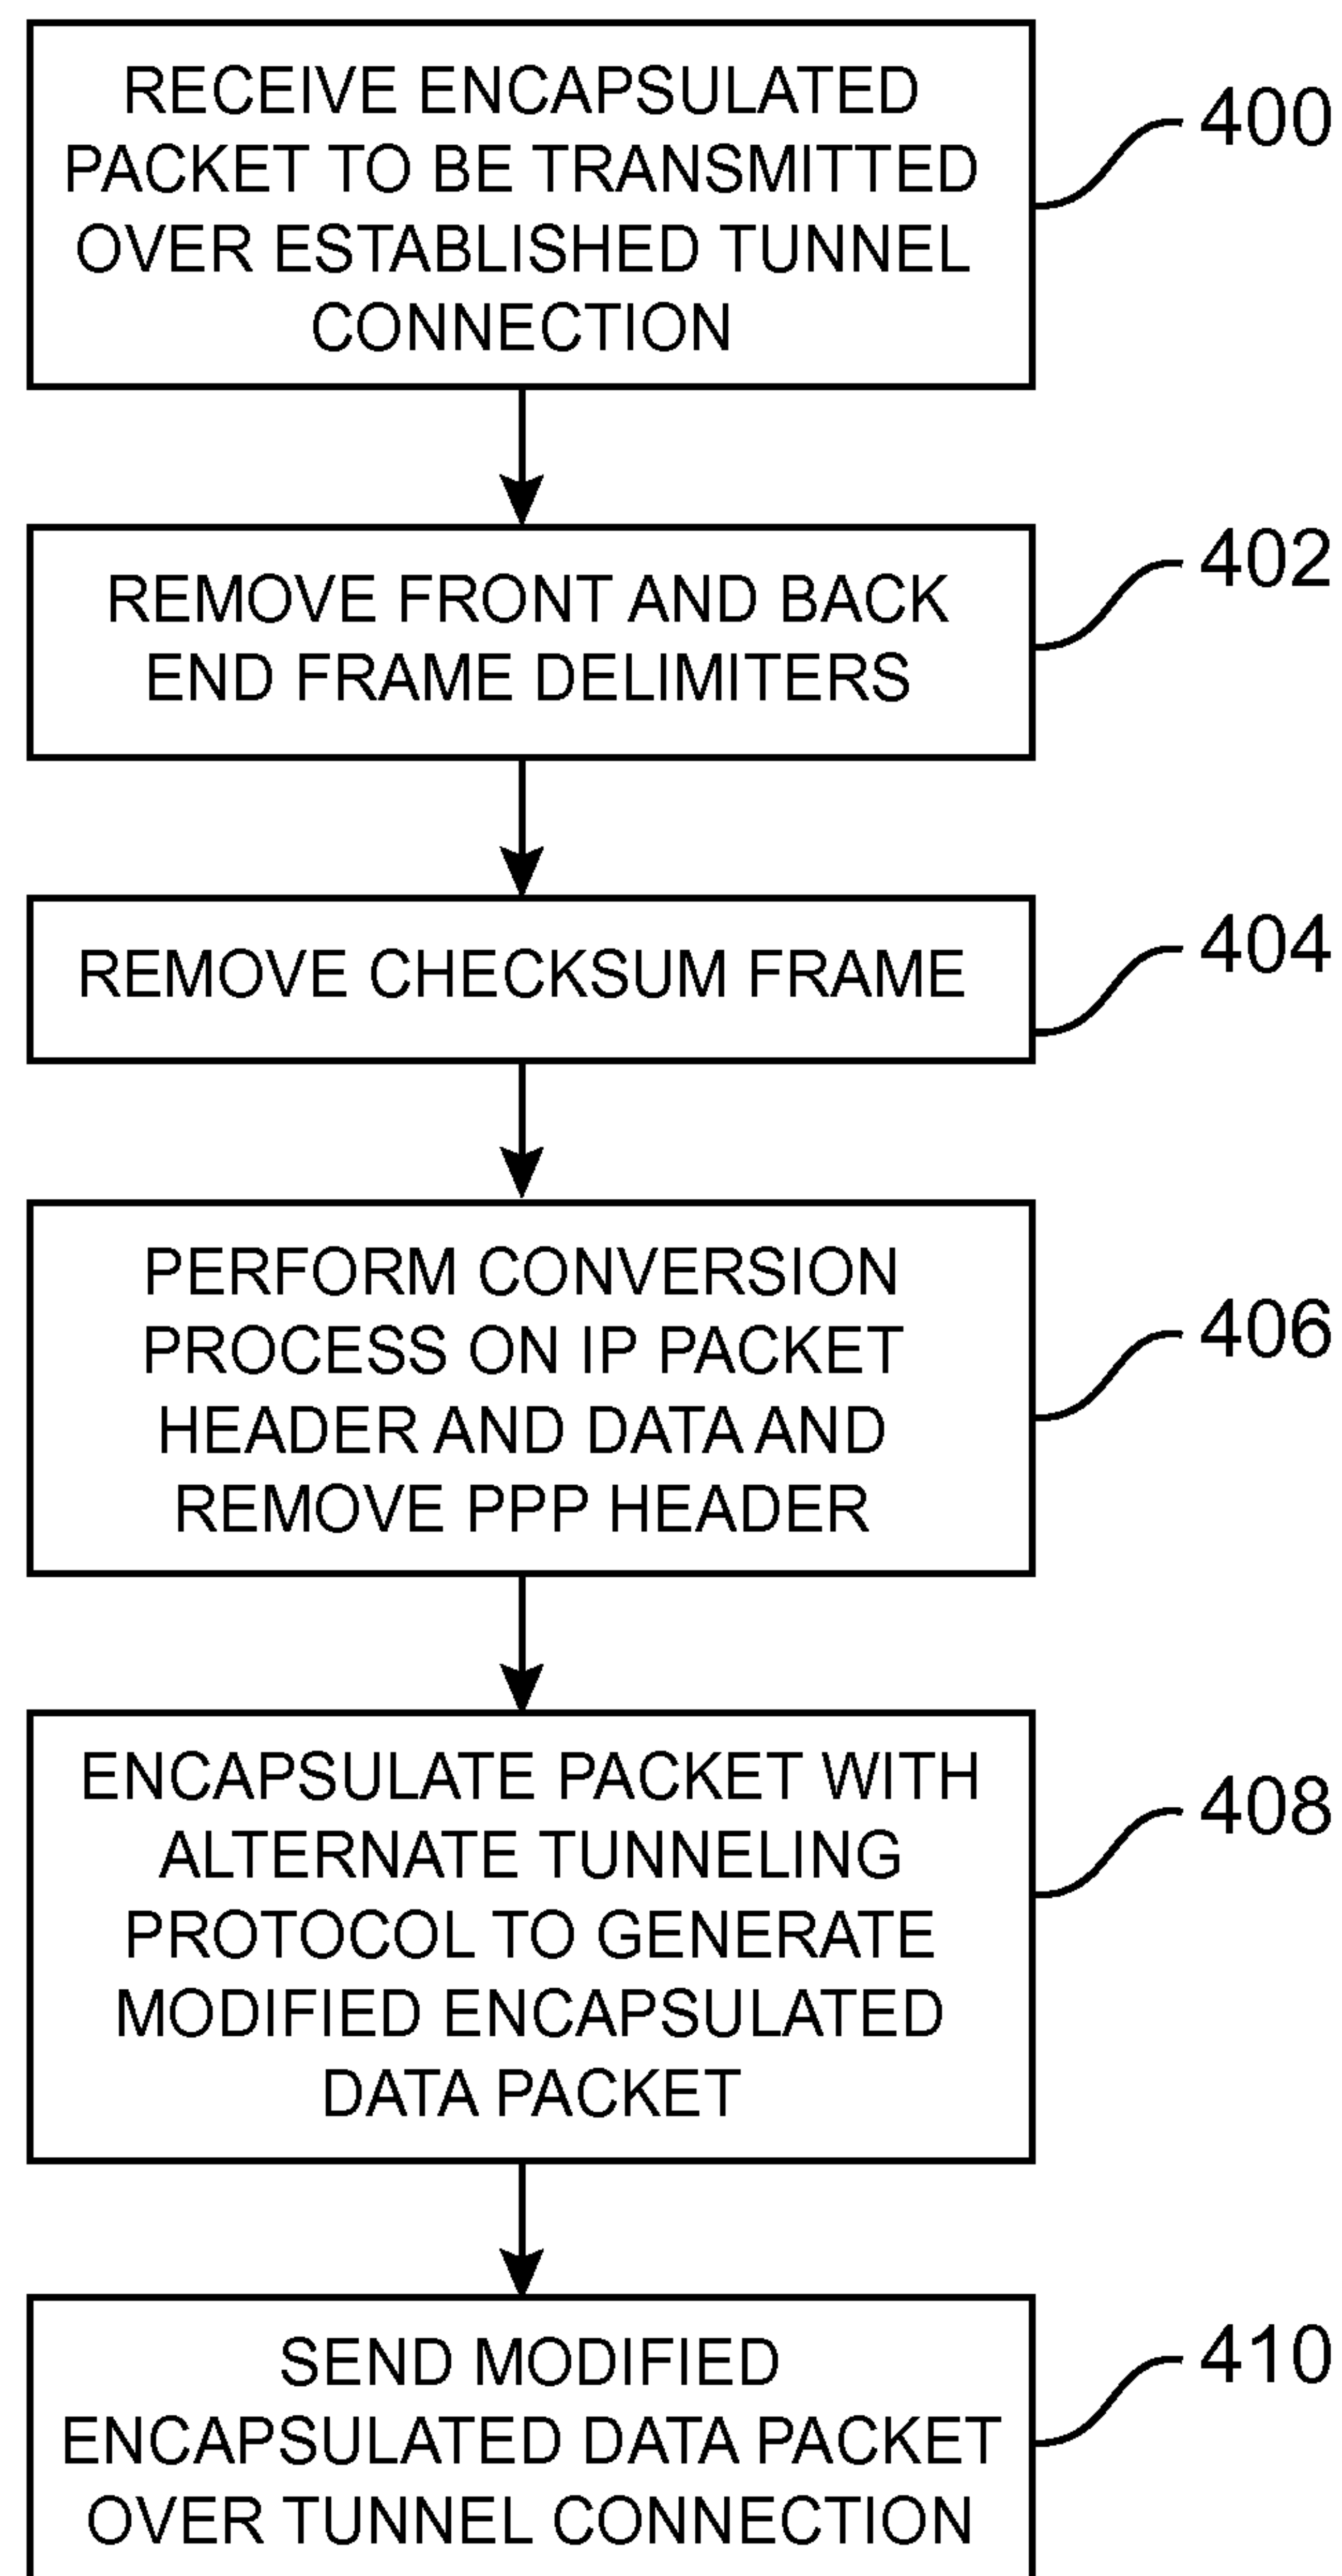 RECEIVE ENCAPSULATED
PACKET TO BE TRANSMITTED
OVER ESTABLISHED TUNNEL
CONNECTION
400
REMOVE FRONT AND BACK
END FRAME DELIMITERS
402
REMOVE CHECKSUM FRAME
404
PERFORM CONVERSION
PROCESS ON IP PACKET
HEADER AND DATA AND
REMOVE PPP HEADER
406
ENCAPSULATE PACKET WITH
ALTERNATE TUNNELING
PROTOCOL TO GENERATE
MODIFIED ENCAPSULATED
DATA PACKET
408
SEND MODIFIED
ENCAPSULATED DATA PACKET
OVER TUNNEL CONNECTION
410